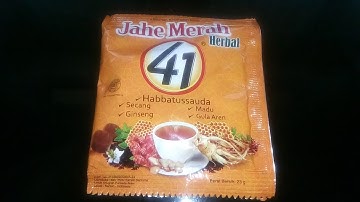 Jahe Merah
Herbal
41
Habbatussauda
Secang
Madu
Ginseng
Gula Aren